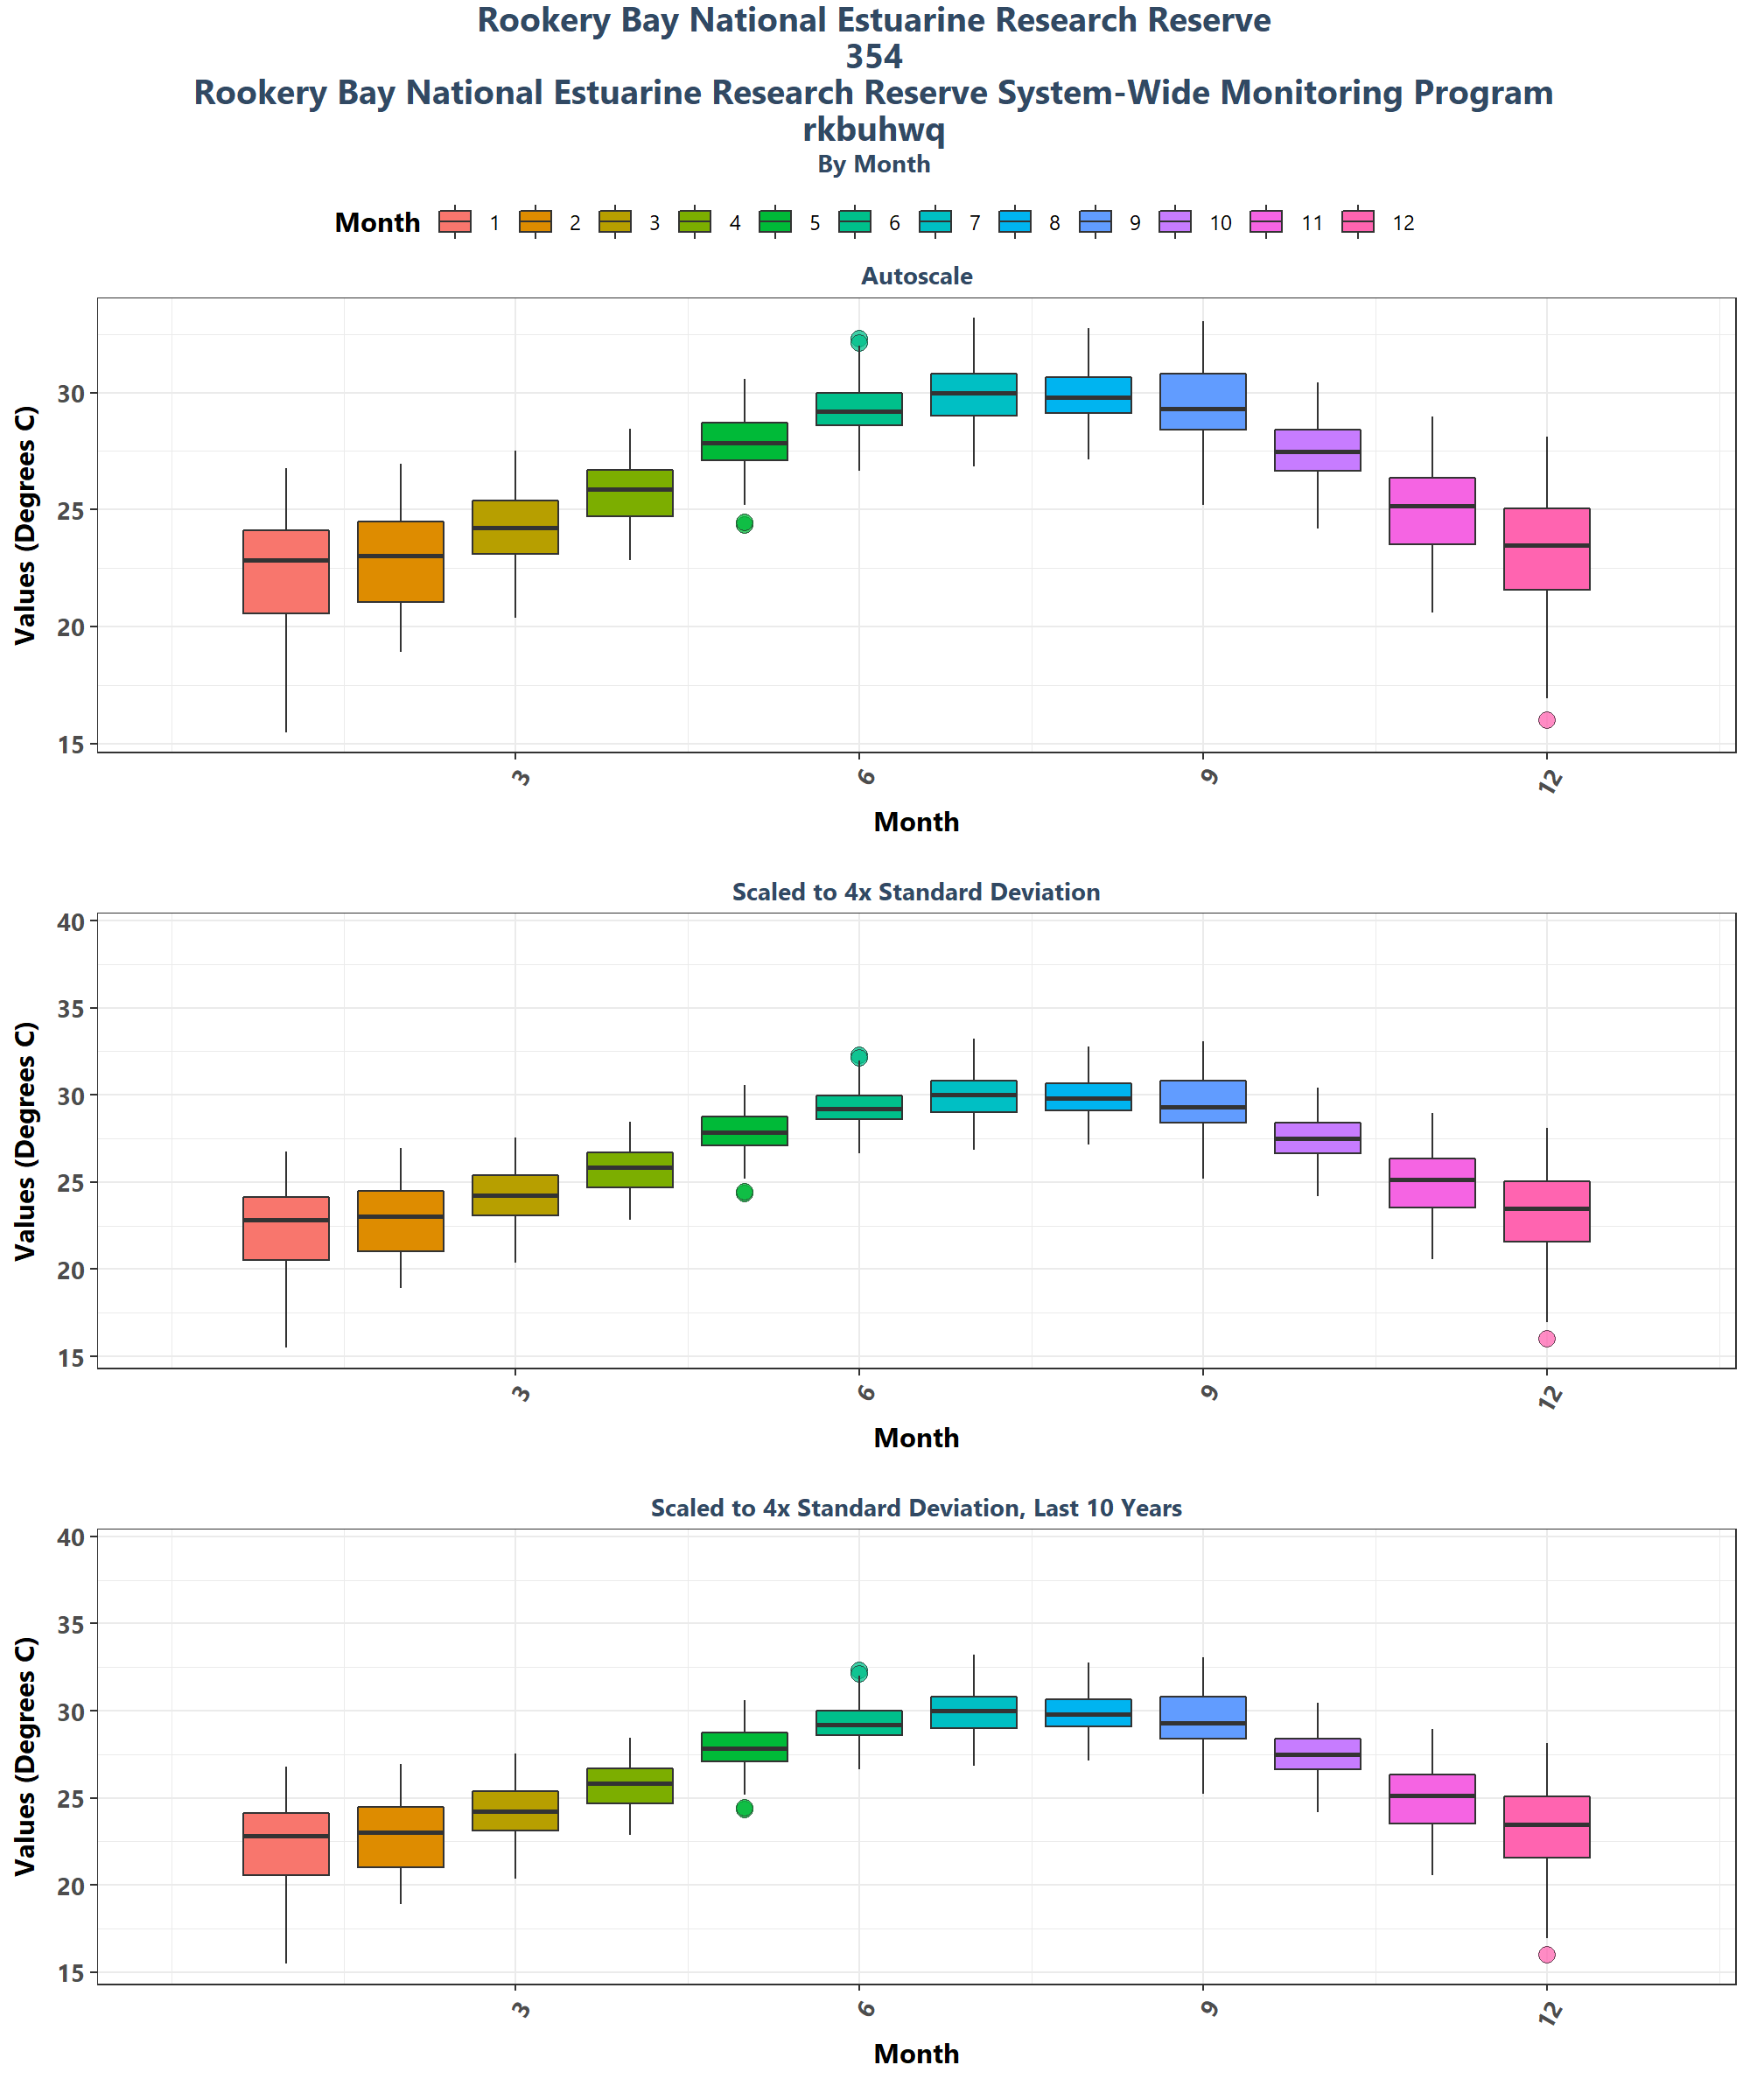 Rookery Bay National Estuarine Research Reserve
354
Rookery Bay National Estuarine Research Reserve System-Wide Monitoring Program
rkbuhwq
By Month
Month 1 2 3 4 5 6 7 8 9 10 11 12
Autoscale
Values (Degrees C)
30
25
20
15
3 6 9 12
Month
Scaled to 4x Standard Deviation
Values (Degrees C)
40
35
30
25
20
15
3 6 9 12
Month
Scaled to 4x Standard Deviation, Last 10 Years
Values (Degrees C)
40
35
30
25
20
15
3 6 9 12
Month